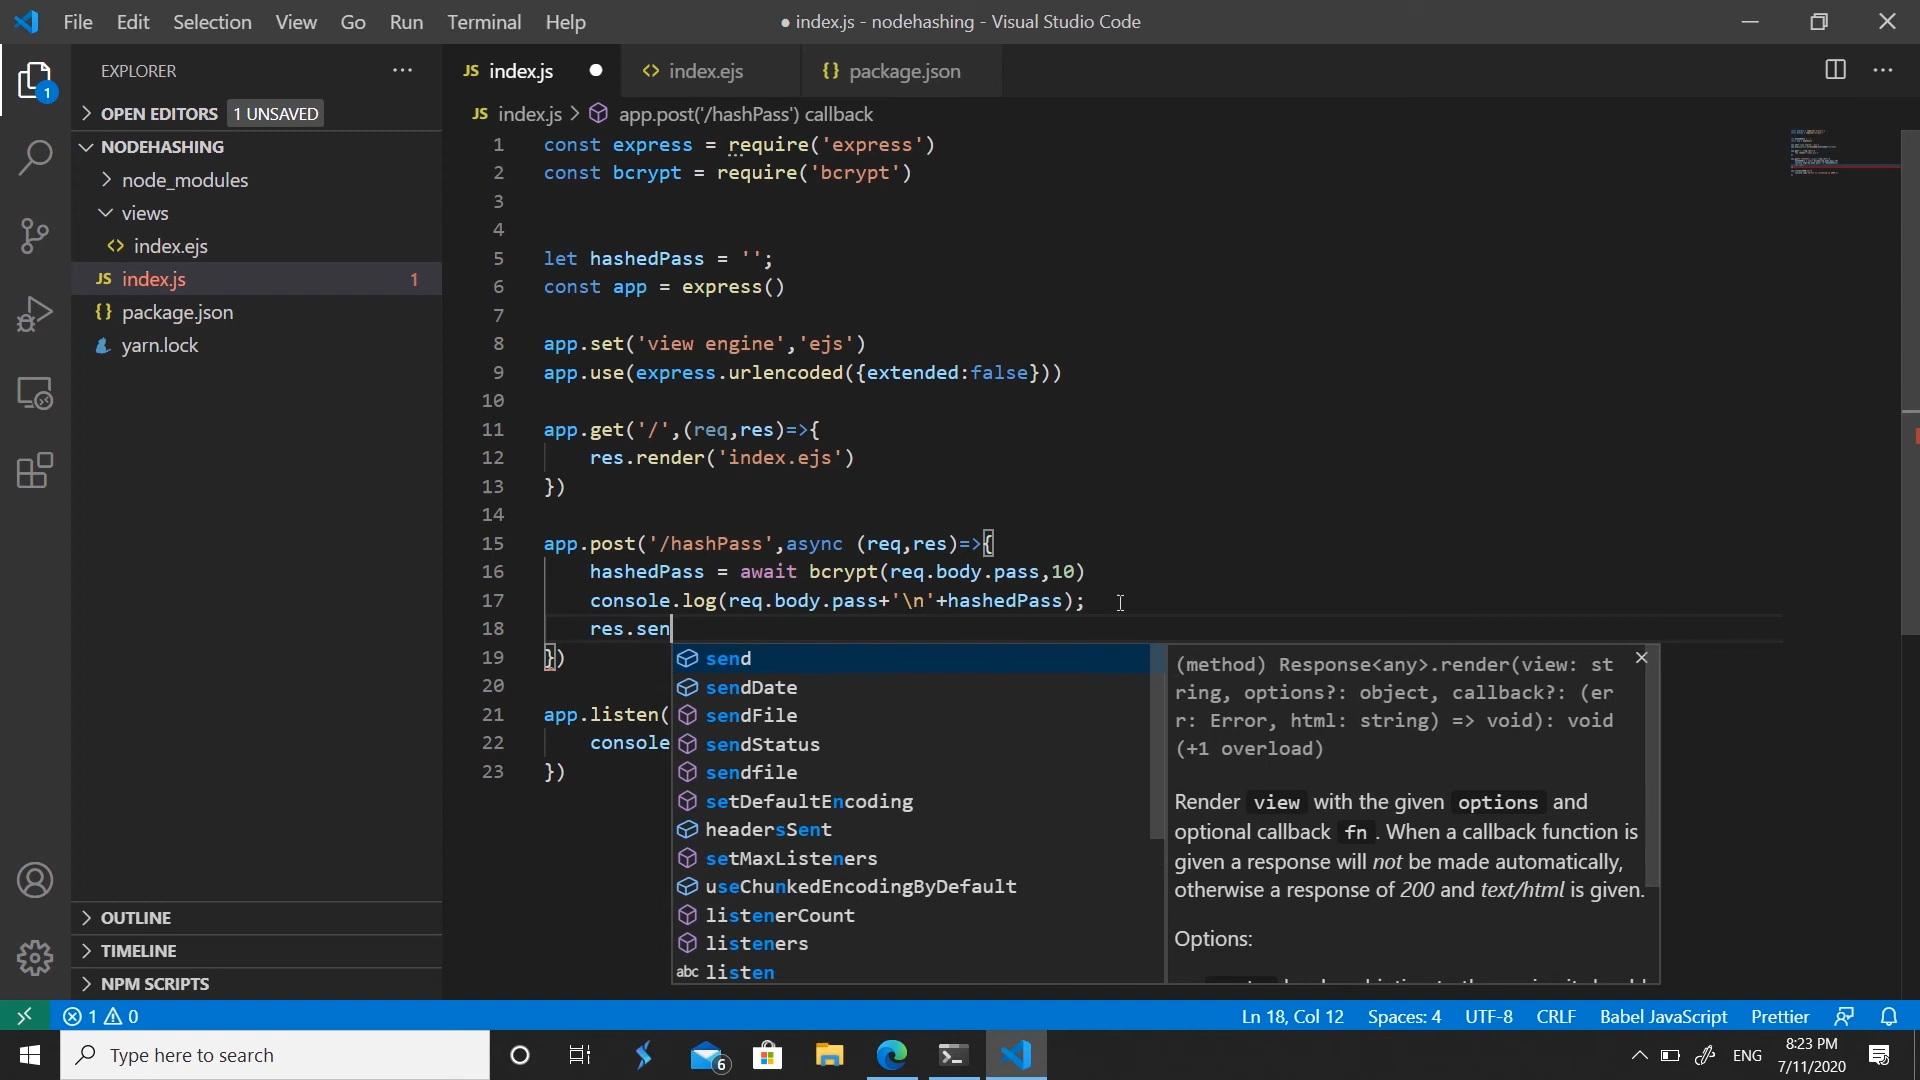 File Edit Selection View Go Run Terminal Help
● index.js - nodehashing - Visual Studio Code
EXPLORER
JS index.js
<> index.ejs
{} package.json
1
OPEN EDITORS 1 UNSAVED
JS index.js > app.post('/hashPass') callback
NODEHASHING
node_modules
views
<> index.ejs
JS index.js 1
{} package.json
yarn.lock
1 const express = require('express')
2 const bcrypt = require('bcrypt')
3
4
5 let hashedPass = '';
6 const app = express()
7
8 app.set('view engine','ejs')
9 app.use(express.urlencoded({extended:false}))
10
11 app.get('/',(req,res)=>{
12 res.render('index.ejs')
13 })
14
15 app.post('/hashPass',async (req,res)=>{
16 hashedPass = await bcrypt(req.body.pass,10)
17 console.log(req.body.pass+'\n'+hashedPass);
18 res.sen
19 })
20
21 app.listen(
22 console
23 })
send
sendDate
sendFile
sendStatus
sendfile
setDefaultEncoding
headersSent
setMaxListeners
useChunkedEncodingByDefault
listenerCount
listeners
abc listen
(method) Response<any>.render(view: st
ring, options?: object, callback?: (er
r: Error, html: string) => void): void
(+1 overload)
Render view with the given options and
optional callback fn . When a callback function is
given a response will not be made automatically,
otherwise a response of 200 and text/html is given.
Options:
OUTLINE
TIMELINE
NPM SCRIPTS
1 0
Ln 18, Col 12 Spaces: 4 UTF-8 CRLF Babel JavaScript Prettier
Type here to search
6
ENG
8:23 PM
7/11/2020